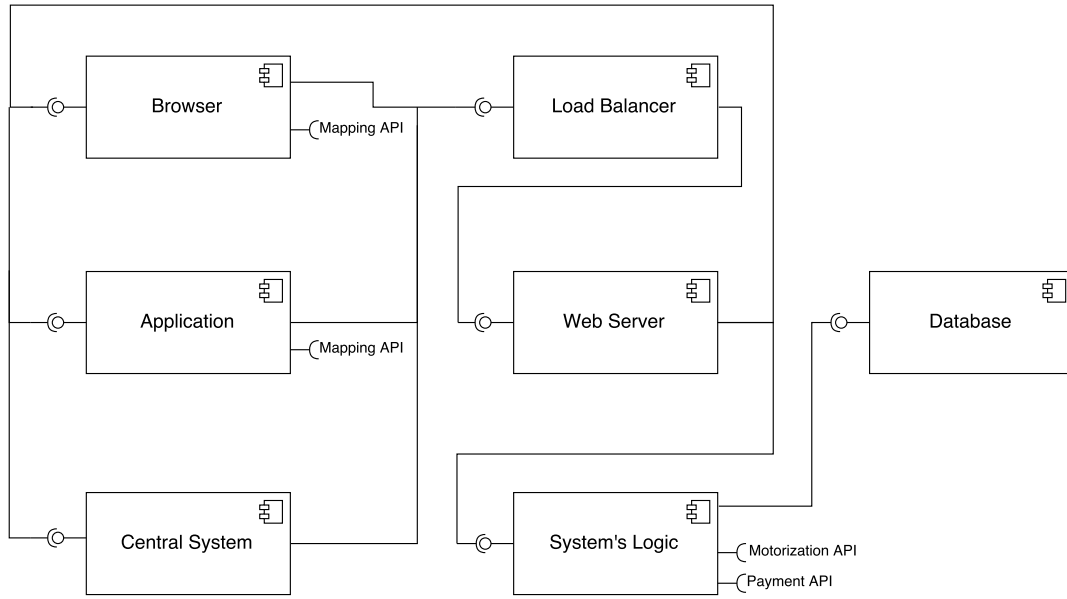 Browser
Mapping API
Load Balancer
Application
Mapping API
Web Server
Database
Central System
System's Logic
Motorization API
Payment API